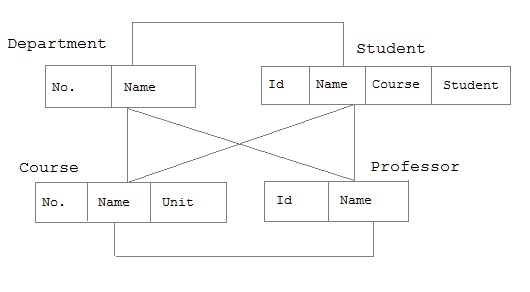 Department
Student
No. Name
Id Name Course Student
Course
Professor
No. Name Unit
Id Name